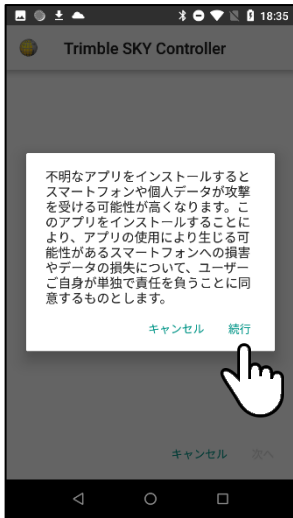 18:35
Trimble SKY Controller
不明なアプリをインストールすると
スマートフォンや個人データが攻撃
を受ける可能性が高くなります。こ
のアプリをインストールすることに
より、アプリの使用により生じる可
能性があるスマートフォンへの損害
やデータの損失について、ユーザー
ご自身が単独で責任を負うことに同
意するものとします。
キャンセル 続行
キャンセル 次へ